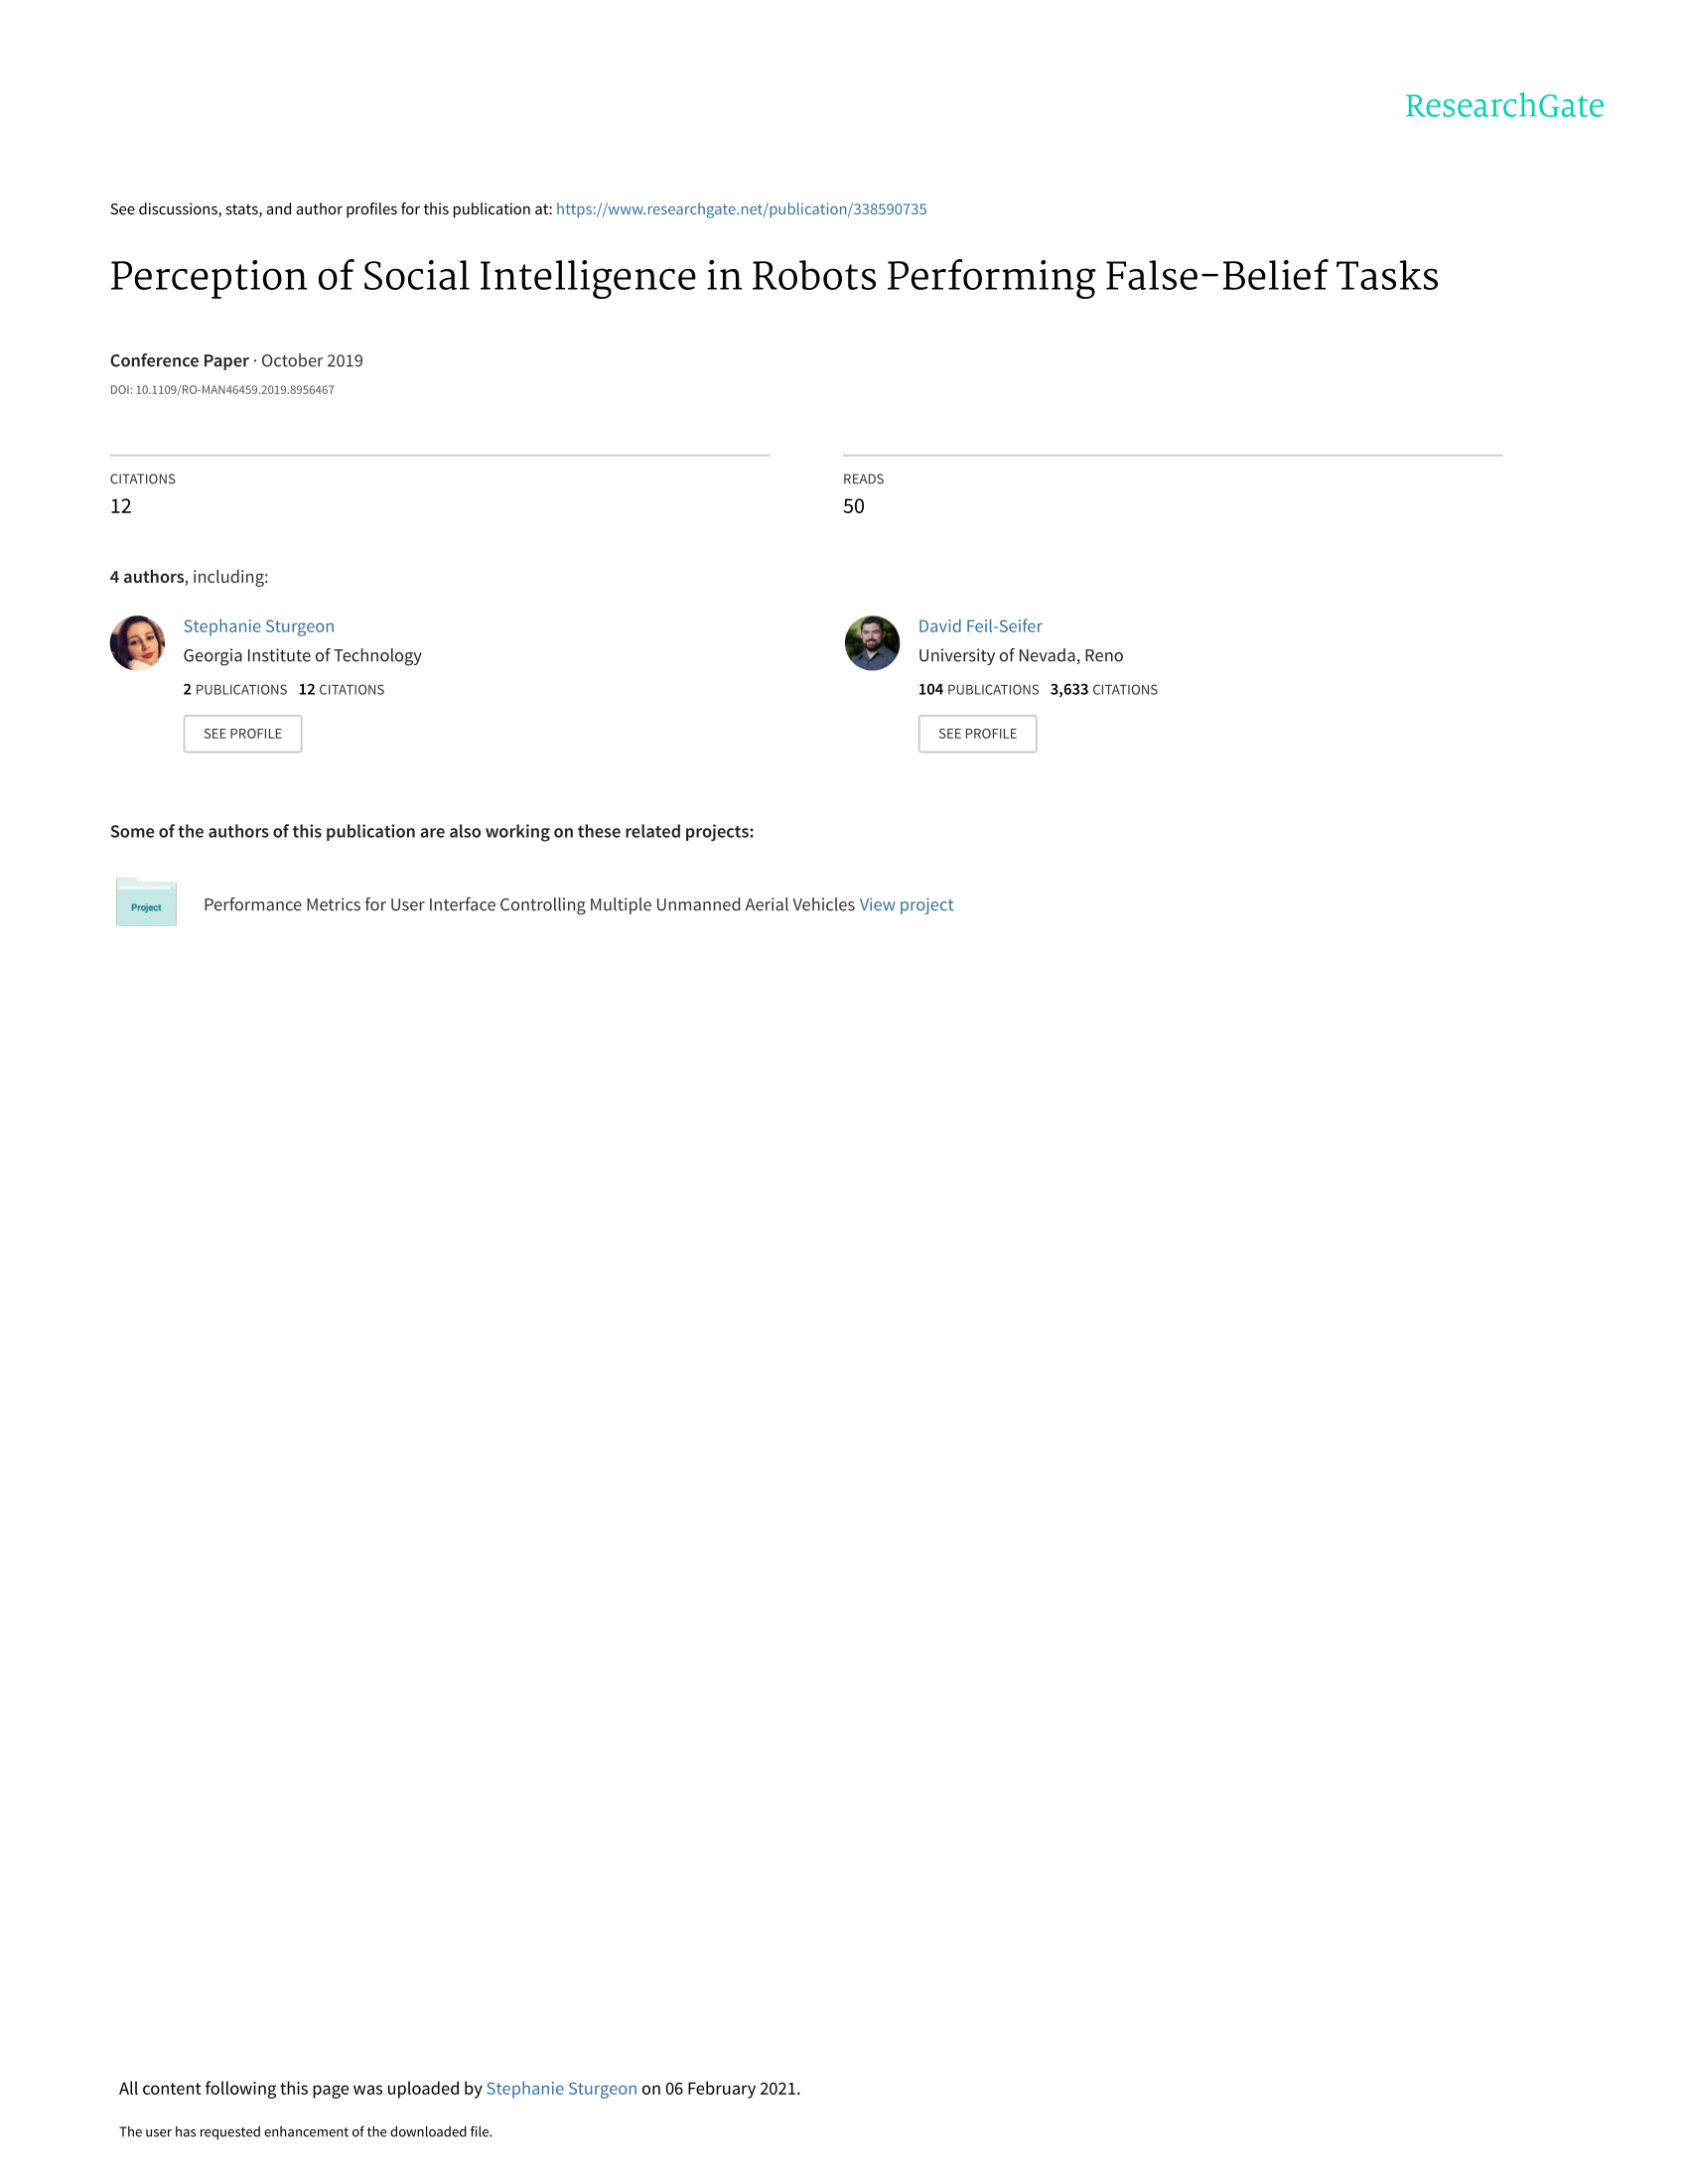 ResearchGate
See discussions, stats, and author profiles for this publication at: https://www.researchgate.net/publication/338590735
Perception of Social Intelligence in Robots Performing False-Belief Tasks
Conference Paper · October 2019
DOI: 10.1109/RO-MAN46459.2019.8956467
CITATIONS
12
READS
50
4 authors, including:
Stephanie Sturgeon
Georgia Institute of Technology
2 PUBLICATIONS 12 CITATIONS
SEE PROFILE
David Feil-Seifer
University of Nevada, Reno
104 PUBLICATIONS 3,633 CITATIONS
SEE PROFILE
Some of the authors of this publication are also working on these related projects:
Project
Performance Metrics for User Interface Controlling Multiple Unmanned Aerial Vehicles View project
All content following this page was uploaded by Stephanie Sturgeon on 06 February 2021.
The user has requested enhancement of the downloaded file.